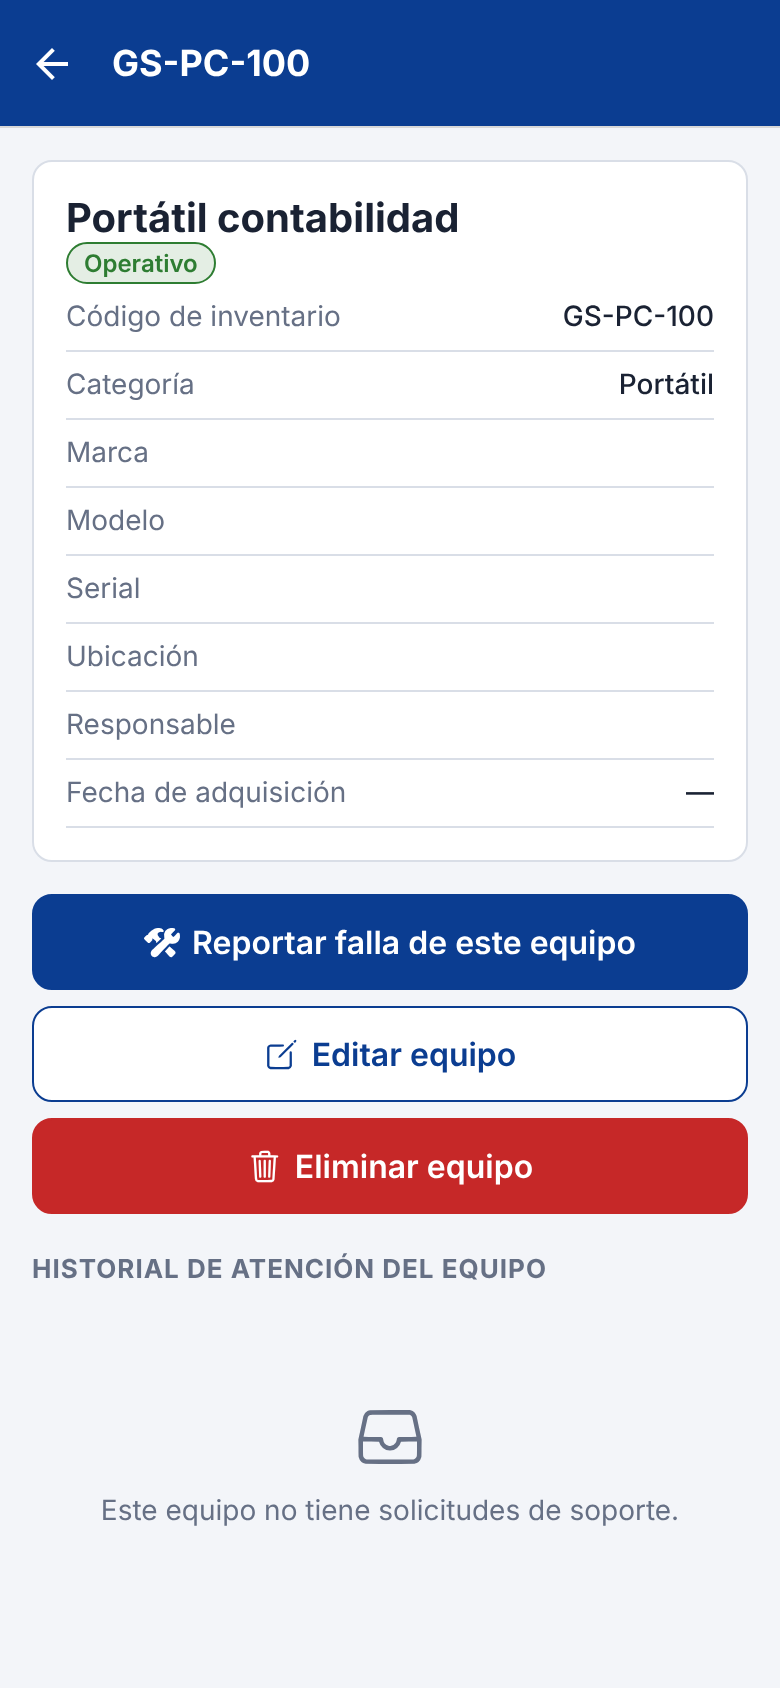 GS-PC-100
Portátil contabilidad
Operativo
Código de inventario GS-PC-100
Categoría Portátil
Marca
Modelo
Serial
Ubicación
Responsable
Fecha de adquisición —
Reportar falla de este equipo
Editar equipo
Eliminar equipo
HISTORIAL DE ATENCIÓN DEL EQUIPO
Este equipo no tiene solicitudes de soporte.